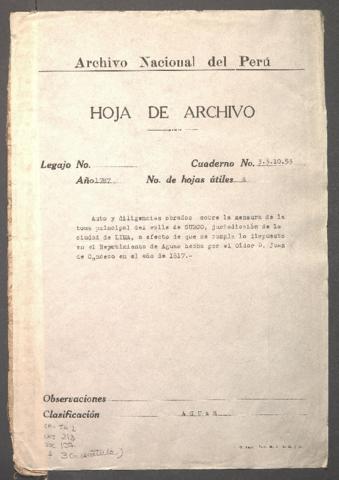 Archivo Nacional del Perú
HOJA DE ARCHIVO
Legajo No. Cuaderno No. 3.3.10.53
Año 1787 No. de hojas útiles 4
Auto y diligencias obrados sobre la mensura de la
toma principal del valle de SURCO, jurisdicción de la
ciudad de LIMA, a efecto de que se cumpla lo dispuesto
en el Repartimiento de Aguas hecho por el Oidor D. Juan
de Canseco en el año de 1617.-
Observaciones
Clasificación AGUAS